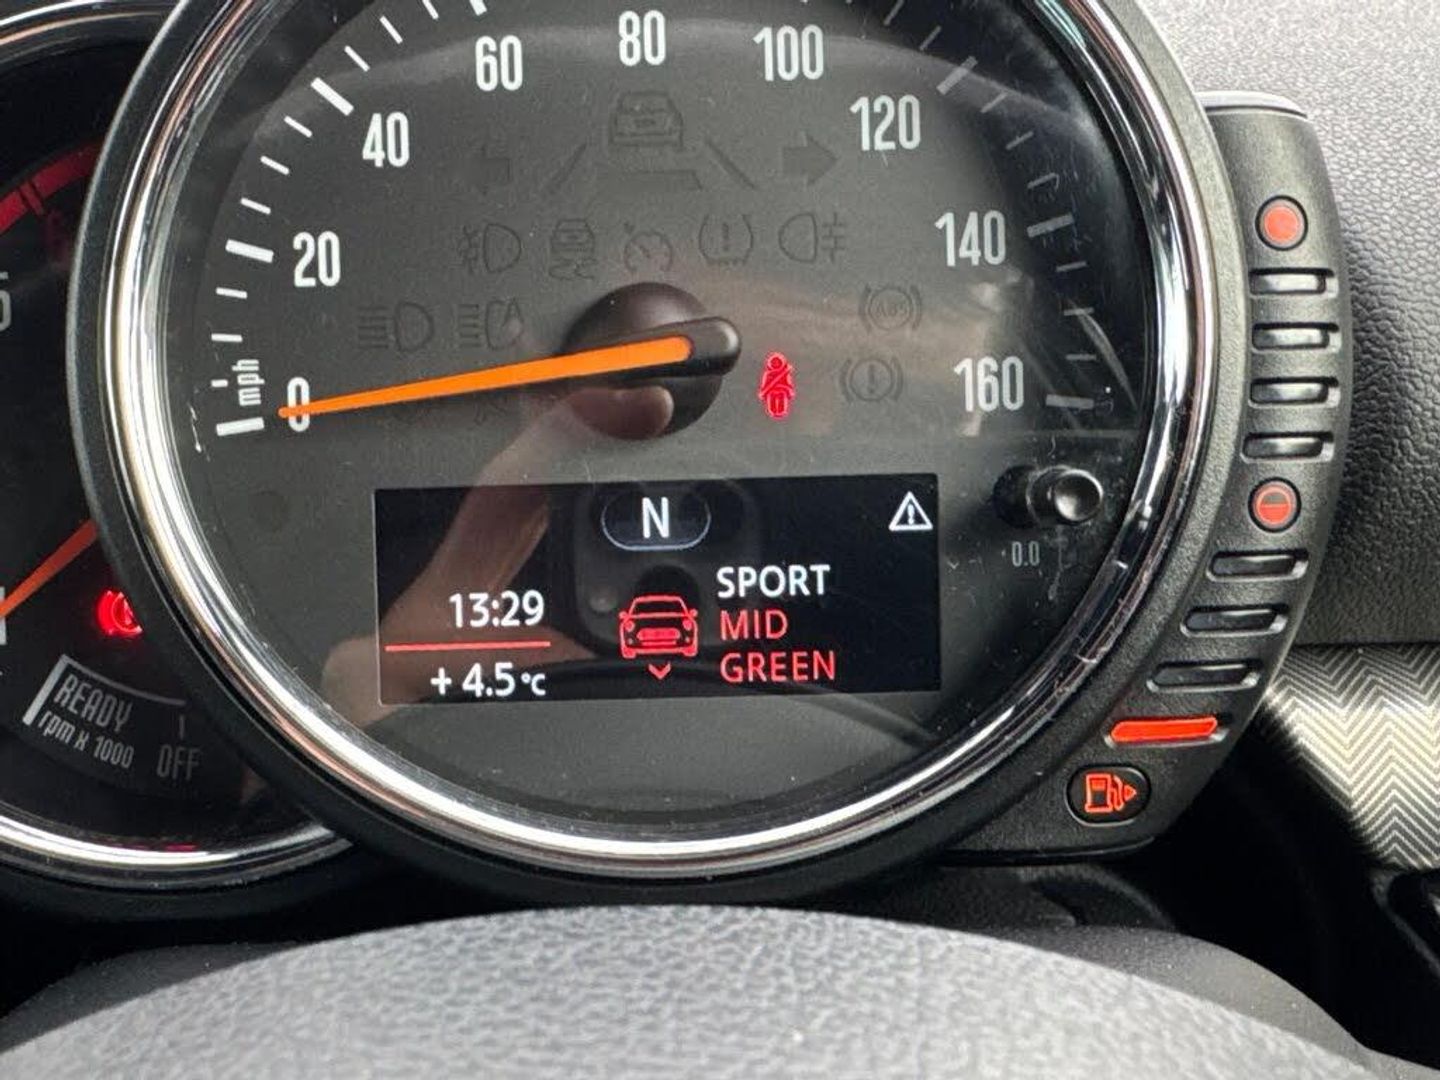 60
80
100
40
120
20
140
mph
0
160
N
0.0
SPORT
13:29
MID
GREEN
+ 4.5°C
READY
rpm x 1000
OFF